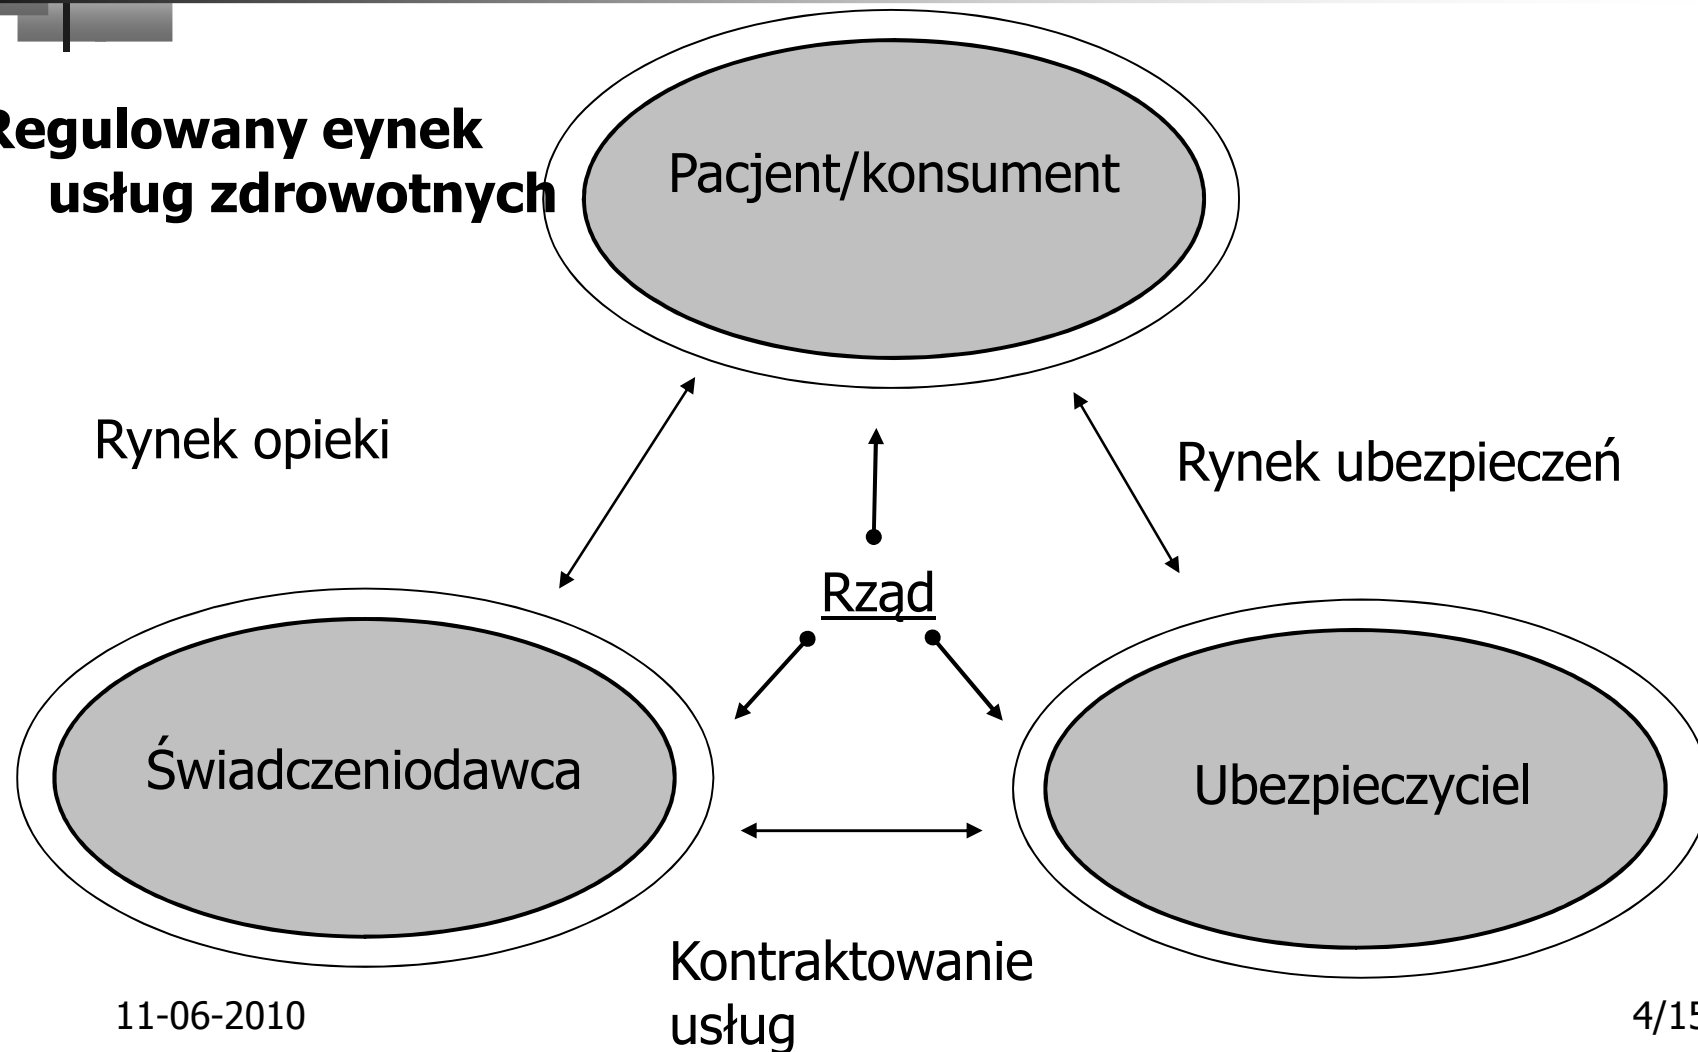 Regulowany eynek
usług zdrowotnych
Pacjent/konsument
Rynek opieki
Rynek ubezpieczeń
Rząd
Świadczeniodawca
Ubezpieczyciel
Kontraktowanie
usług
11-06-2010
4/15